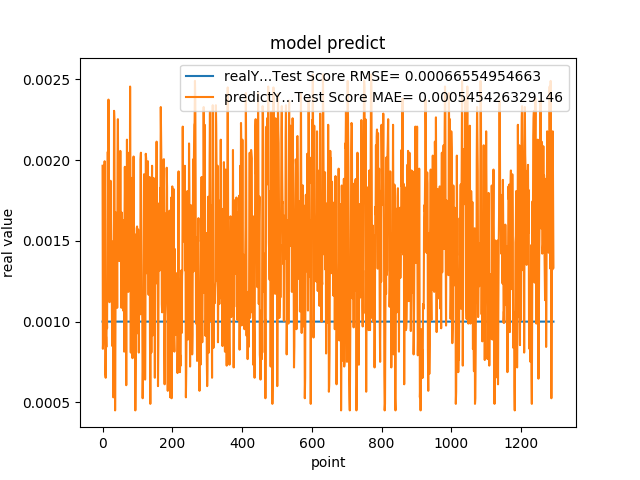 model predict
realY...Test Score RMSE= 0.00066554954663
predictY...Test Score MAE= 0.000545426329146
real value
0.0025
0.0020
0.0015
0.0010
0.0005
0 200 400 600 800 1000 1200
point